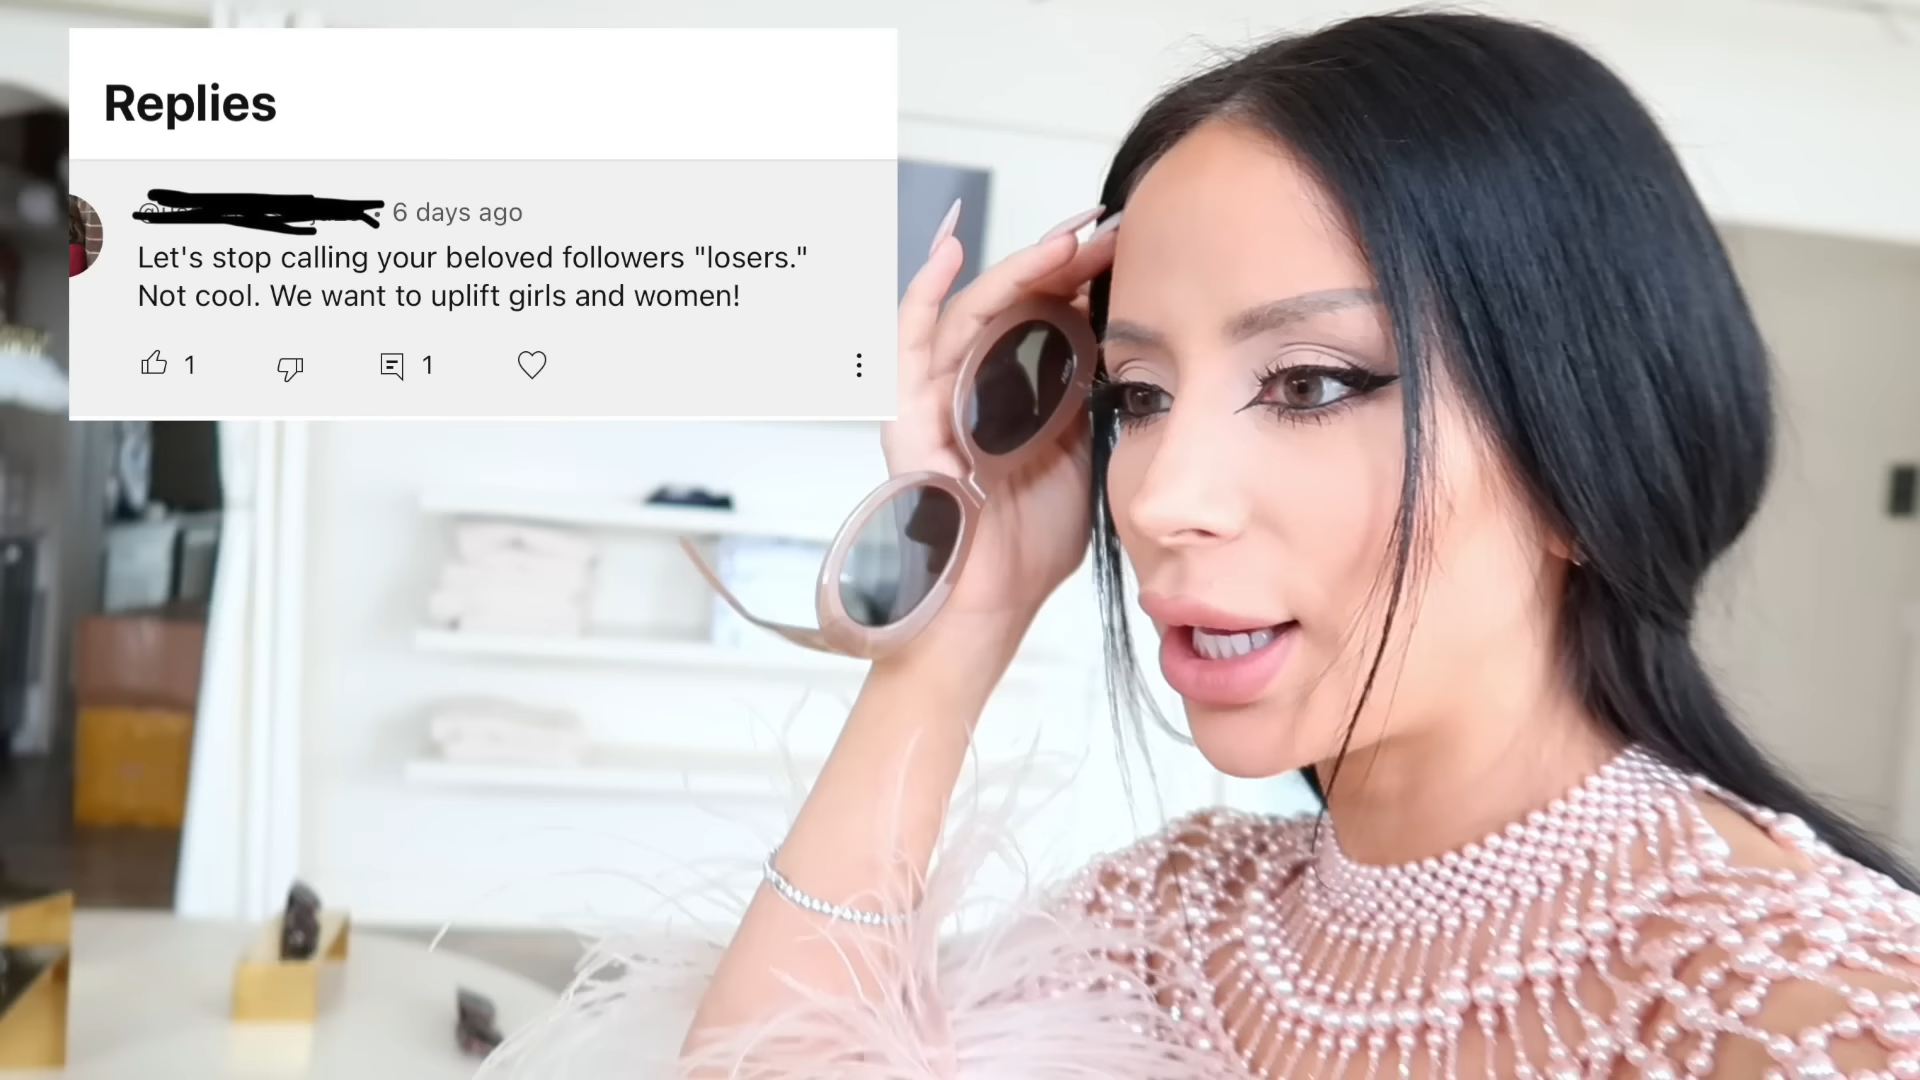 Replies
6 days ago
Let's stop calling your beloved followers "losers."
Not cool. We want to uplift girls and women!
1 1